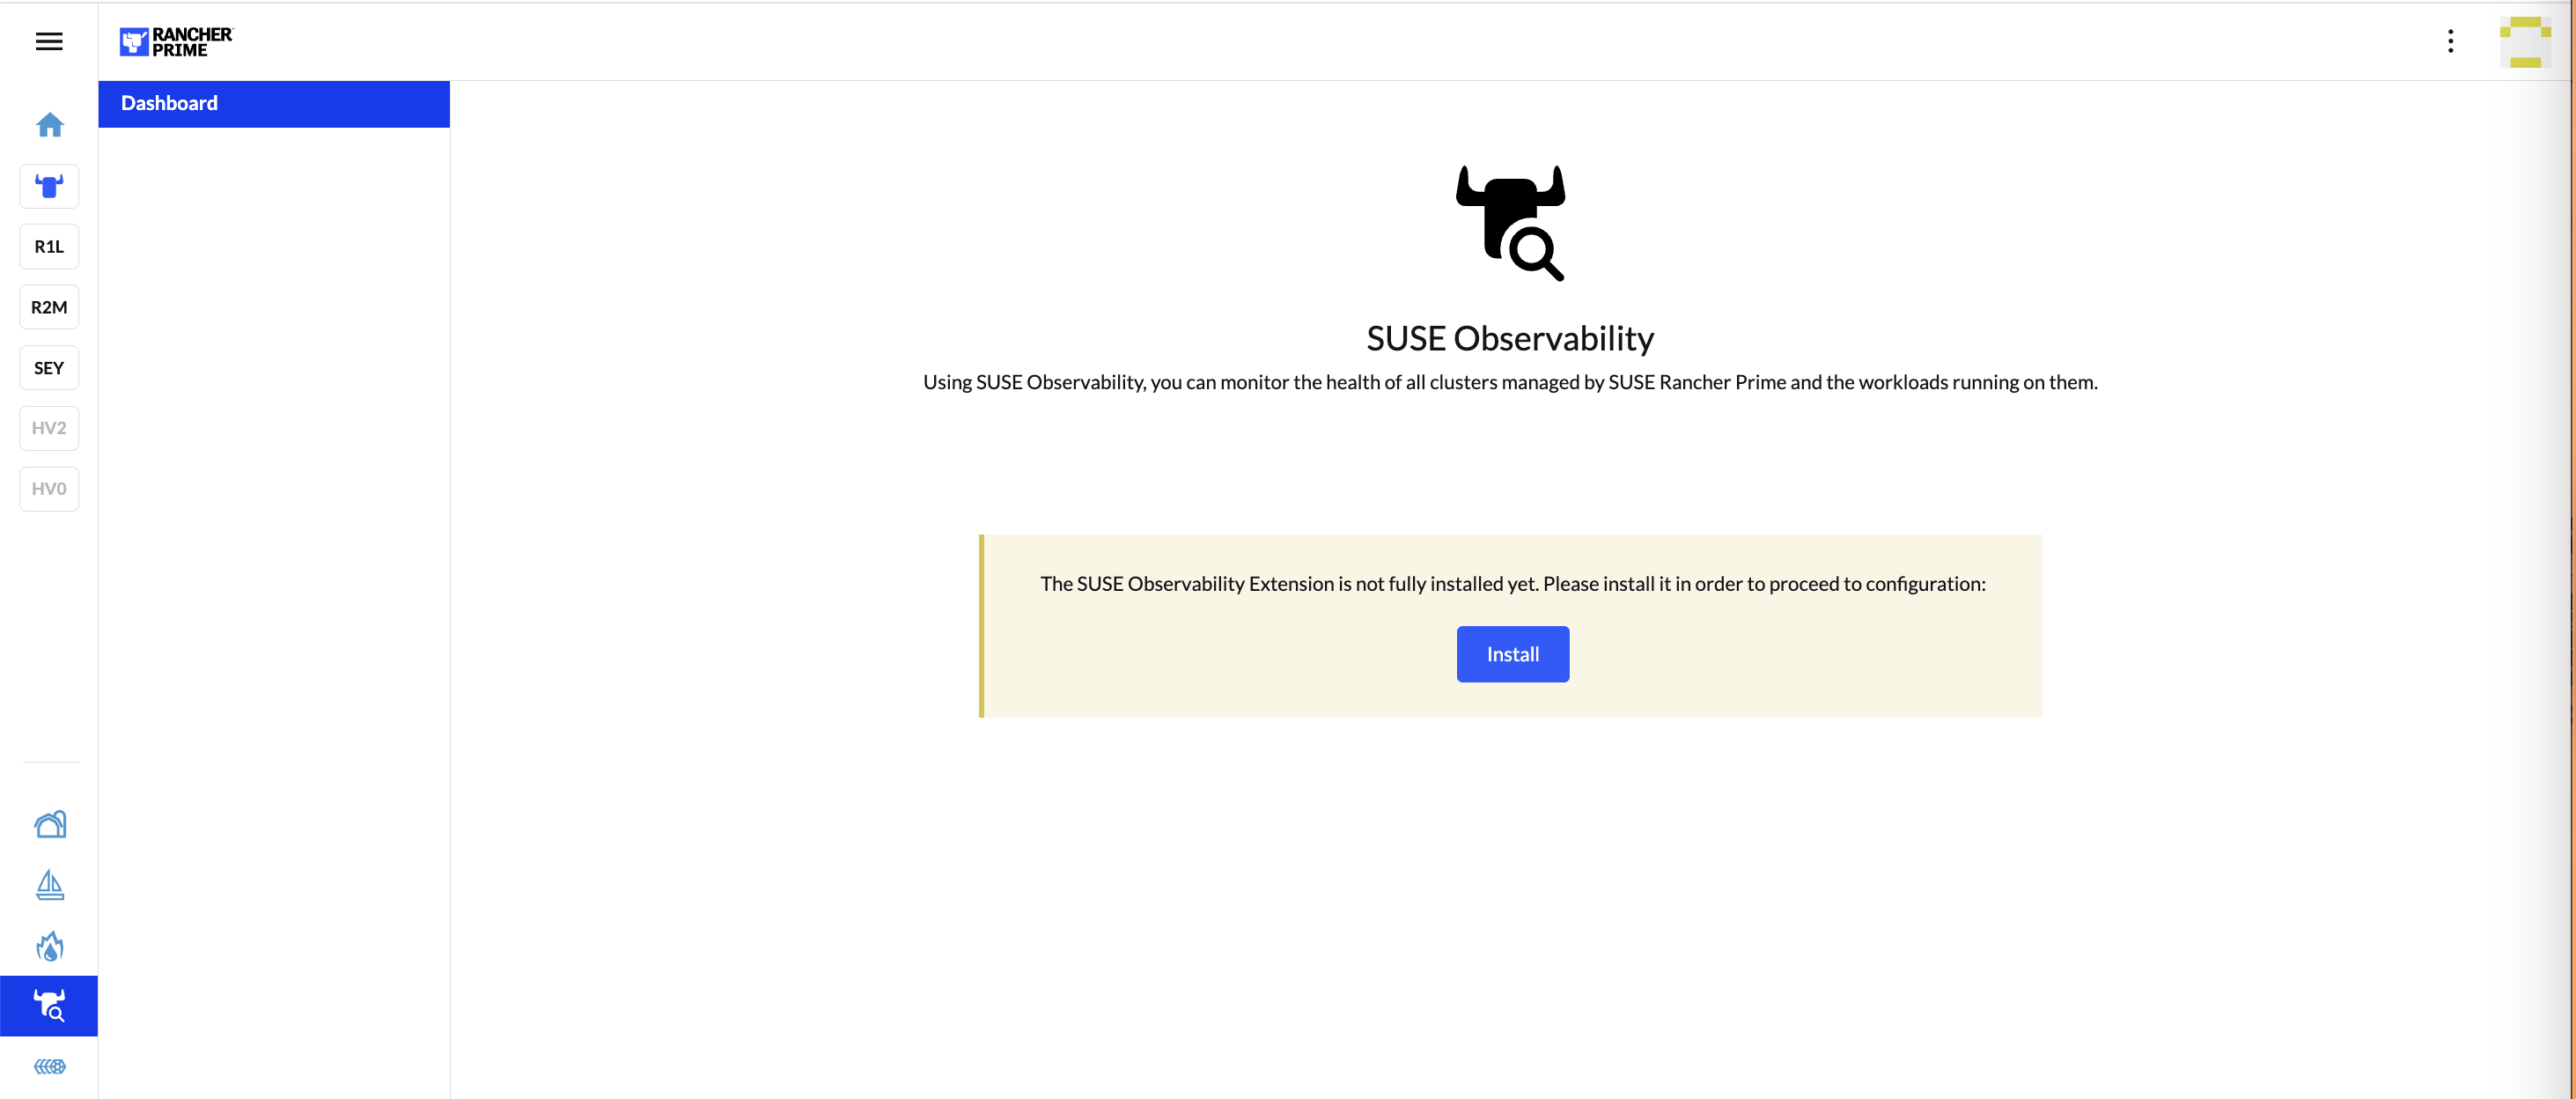 RANCHER
PRIME
Dashboard
R1L
R2M
SEY
HV2
HV0
SUSE Observability
Using SUSE Observability, you can monitor the health of all clusters managed by SUSE Rancher Prime and the workloads running on them.
The SUSE Observability Extension is not fully installed yet. Please install it in order to proceed to configuration:
Install